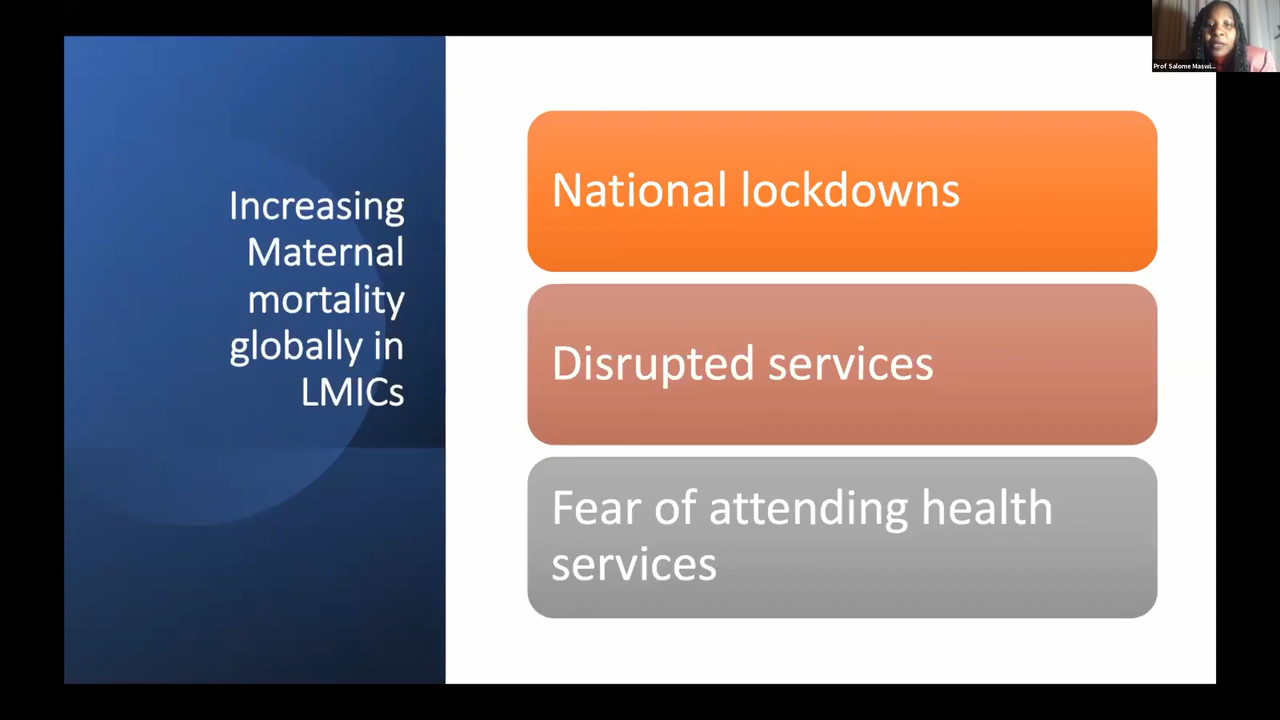 Increasing
Maternal
mortality
globally in
LMICs
National lockdowns
Disrupted services
Fear of attending health
services
Prof Salome Maswi...